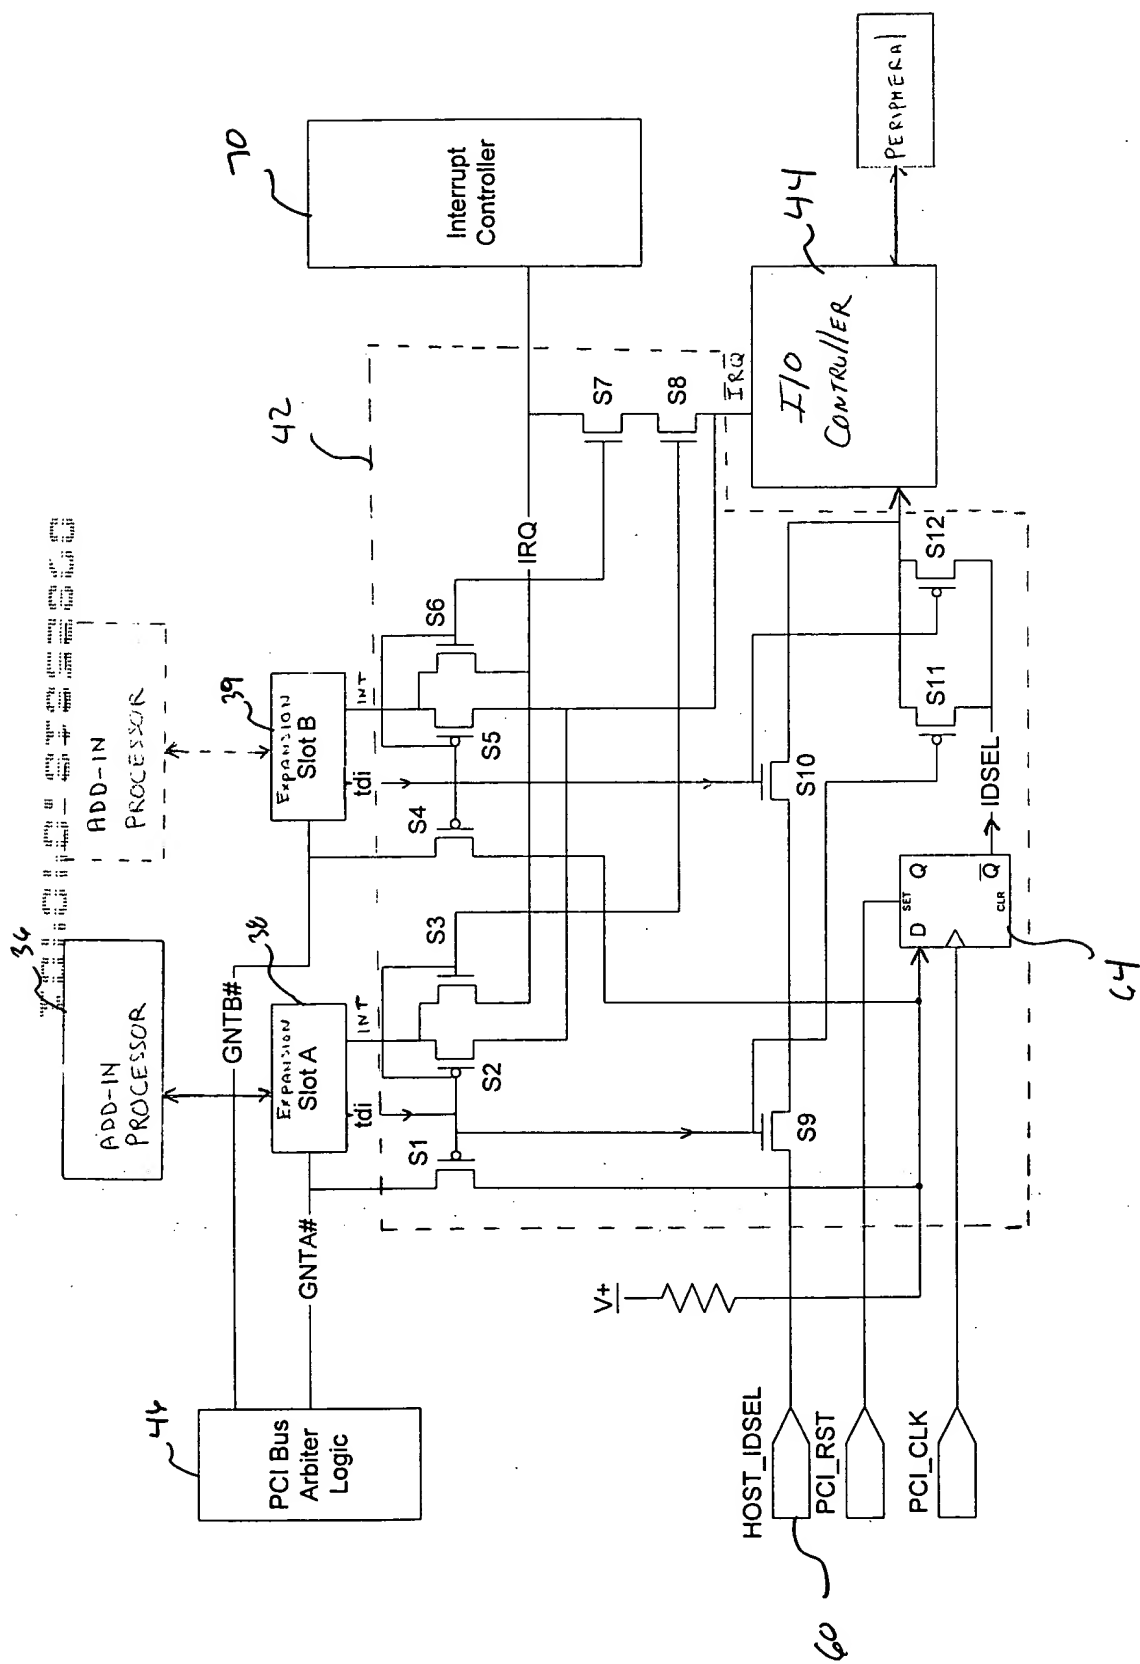 ADD-IN
PROCESSOR
36
ADD-IN
PROCESSOR
GNTB#
GNTA#
44
PCI Bus
Arbiter
Logic
38
EXPANSION
Slot A
tdi
INT
39
EXPANSION
Slot B
tdi
INT
42
70
Interrupt
Controller
S1
S2
S3
S4
S5
S6
IRQ
S7
S8
IRQ
V+
HOST_IDSEL
60
PCI_RST
PCI_CLK
S9
S10
S11
S12
D
SET
Q
CLR
Q
64
IDSEL
I/O
CONTROLLER
44
PERIPHERAL